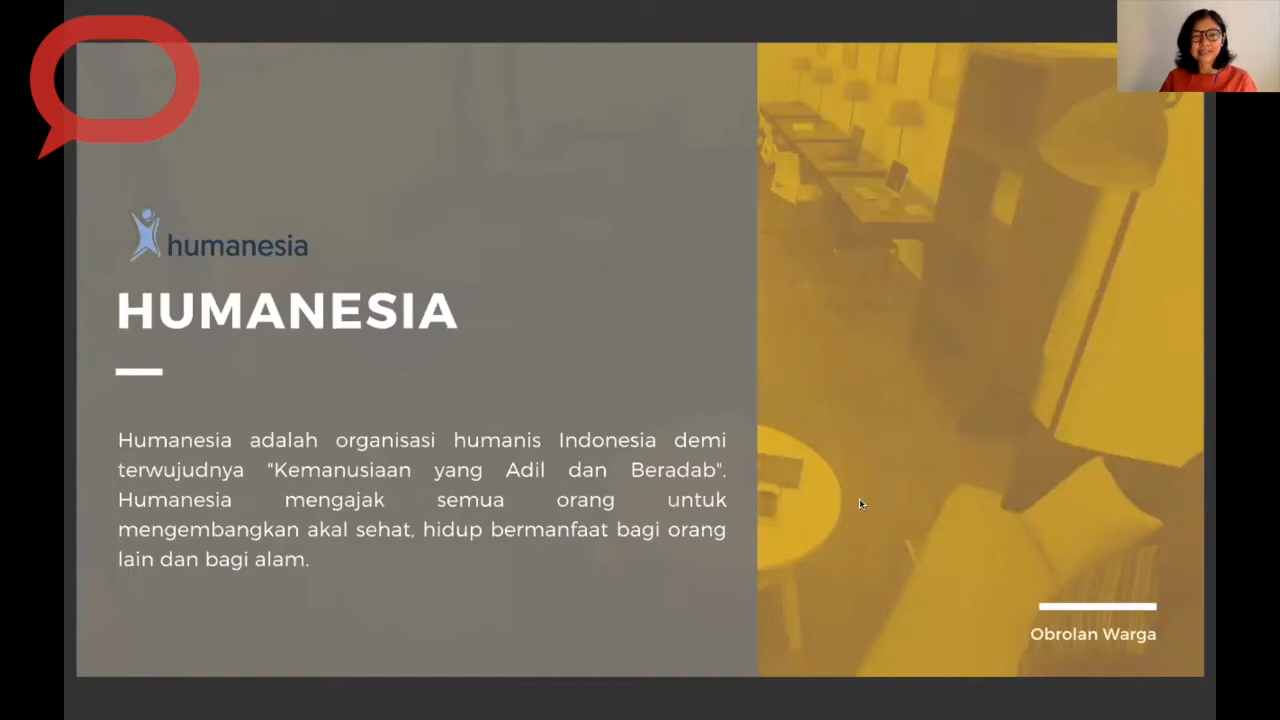 humanesia
HUMANESIA
Humanesia adalah organisasi humanis Indonesia demi
terwujudnya "Kemanusiaan yang Adil dan Beradab".
Humanesia mengajak semua orang untuk
mengembangkan akal sehat, hidup bermanfaat bagi orang
lain dan bagi alam.
Obrolan Warga